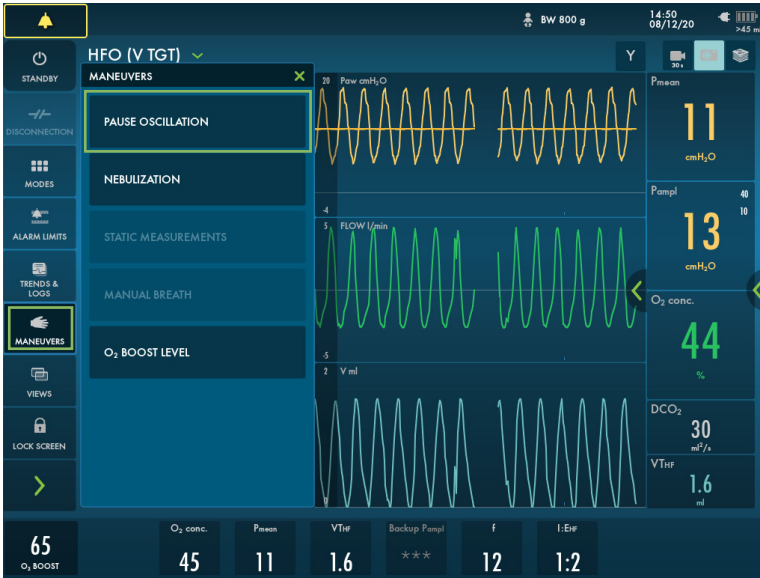 BW 800 g
14:50
08/12/20
>45 m
STANDBY
HFO (V TGT)
Y
30 s
DISCONNECTION
MODES
ALARM LIMITS
TRENDS &
LOGS
MANEUVERS
VIEWS
LOCK SCREEN
MANEUVERS
X
PAUSE OSCILLATION
NEBULIZATION
STATIC MEASUREMENTS
MANUAL BREATH
O₂ BOOST LEVEL
20 Paw cmH₂O
-4
5 FLOW l/min
-5
2 V ml
Pmean
11
cmH₂O
Pampl
40
10
13
cmH₂O
O₂ conc.
44
%
DCO₂
30
ml²/s
VTHF
1.6
ml
65
O₂ BOOST
O₂ conc.
45
Pmean
11
VTHF
1.6
Backup Pampl
***
f
12
I:EHF
1:2